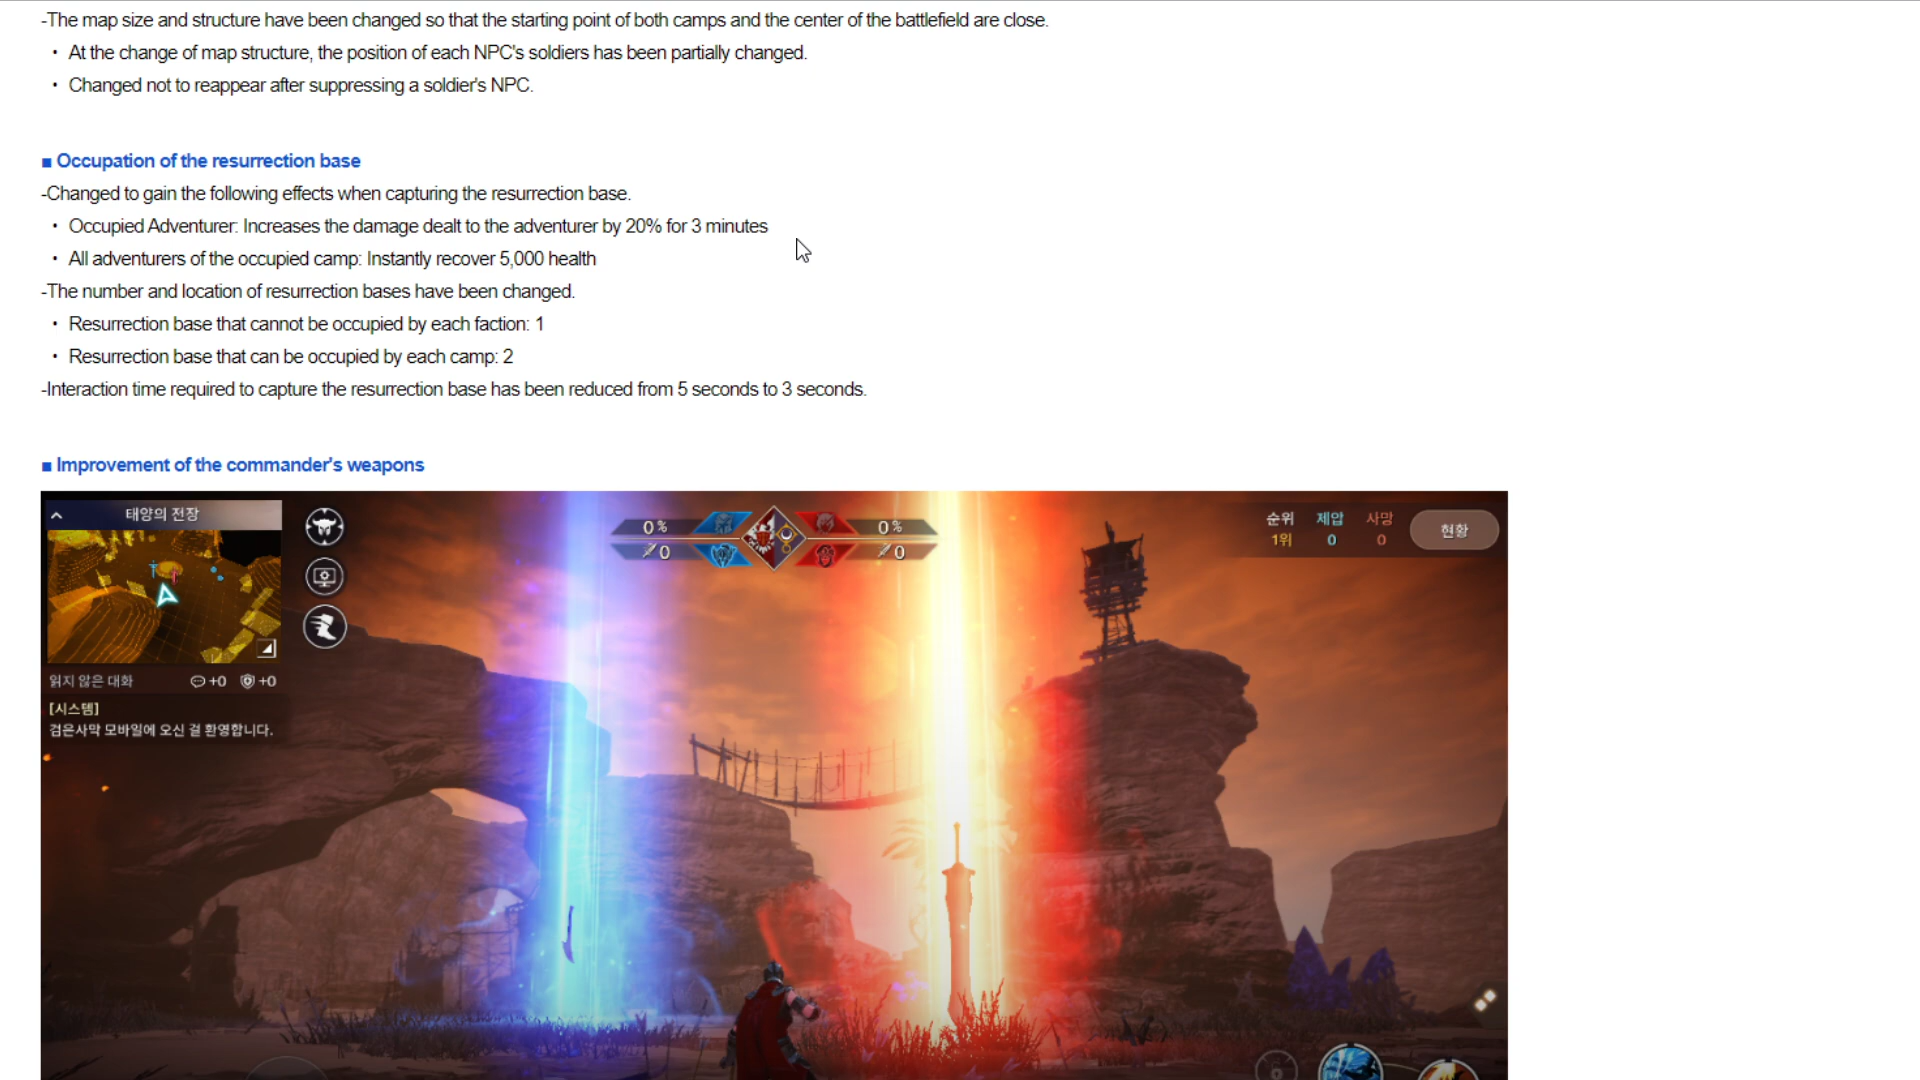 -The map size and structure have been changed so that the starting point of both camps and the center of the battlefield are close.
・ At the change of map structure, the position of each NPC's soldiers has been partially changed.
・ Changed not to reappear after suppressing a soldier's NPC.
■ Occupation of the resurrection base
-Changed to gain the following effects when capturing the resurrection base.
・ Occupied Adventurer: Increases the damage dealt to the adventurer by 20% for 3 minutes
・ All adventurers of the occupied camp: Instantly recover 5,000 health
-The number and location of resurrection bases have been changed.
・ Resurrection base that cannot be occupied by each faction: 1
・ Resurrection base that can be occupied by each camp: 2
-Interaction time required to capture the resurrection base has been reduced from 5 seconds to 3 seconds.
■ Improvement of the commander's weapons
태양의 전장
0% 0%
0 0
순위 제압 사망
1위 0 0
현황
읽지 않은 대화 +0 +0
[시스템]
검은사막 모바일에 오신 걸 환영합니다.